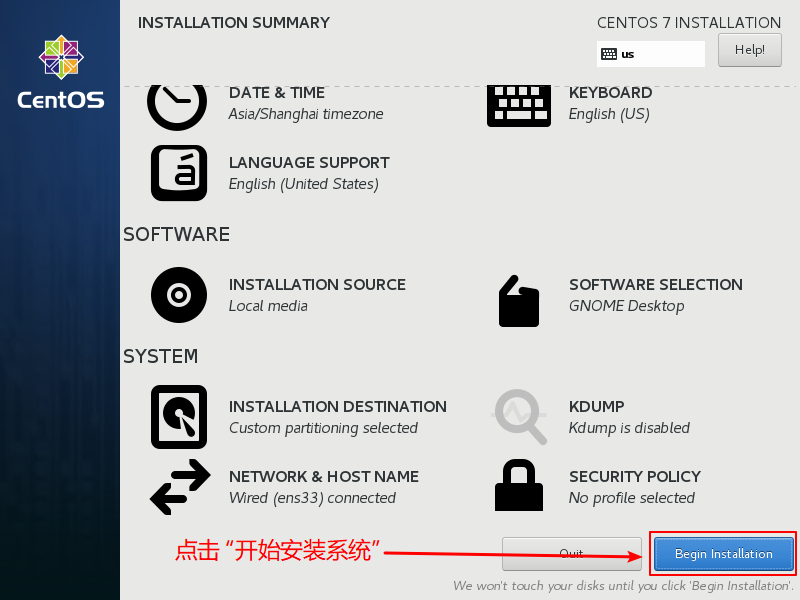 INSTALLATION SUMMARY
CENTOS 7 INSTALLATION
us
Help!
CentOS
DATE & TIME
Asia/Shanghai timezone
KEYBOARD
English (US)
LANGUAGE SUPPORT
English (United States)
SOFTWARE
INSTALLATION SOURCE
Local media
SOFTWARE SELECTION
GNOME Desktop
SYSTEM
INSTALLATION DESTINATION
Custom partitioning selected
KDUMP
Kdump is disabled
NETWORK & HOST NAME
Wired (ens33) connected
SECURITY POLICY
No profile selected
点击 “开始安装系统”
Quit
Begin Installation
We won't touch your disks until you click 'Begin Installation'.